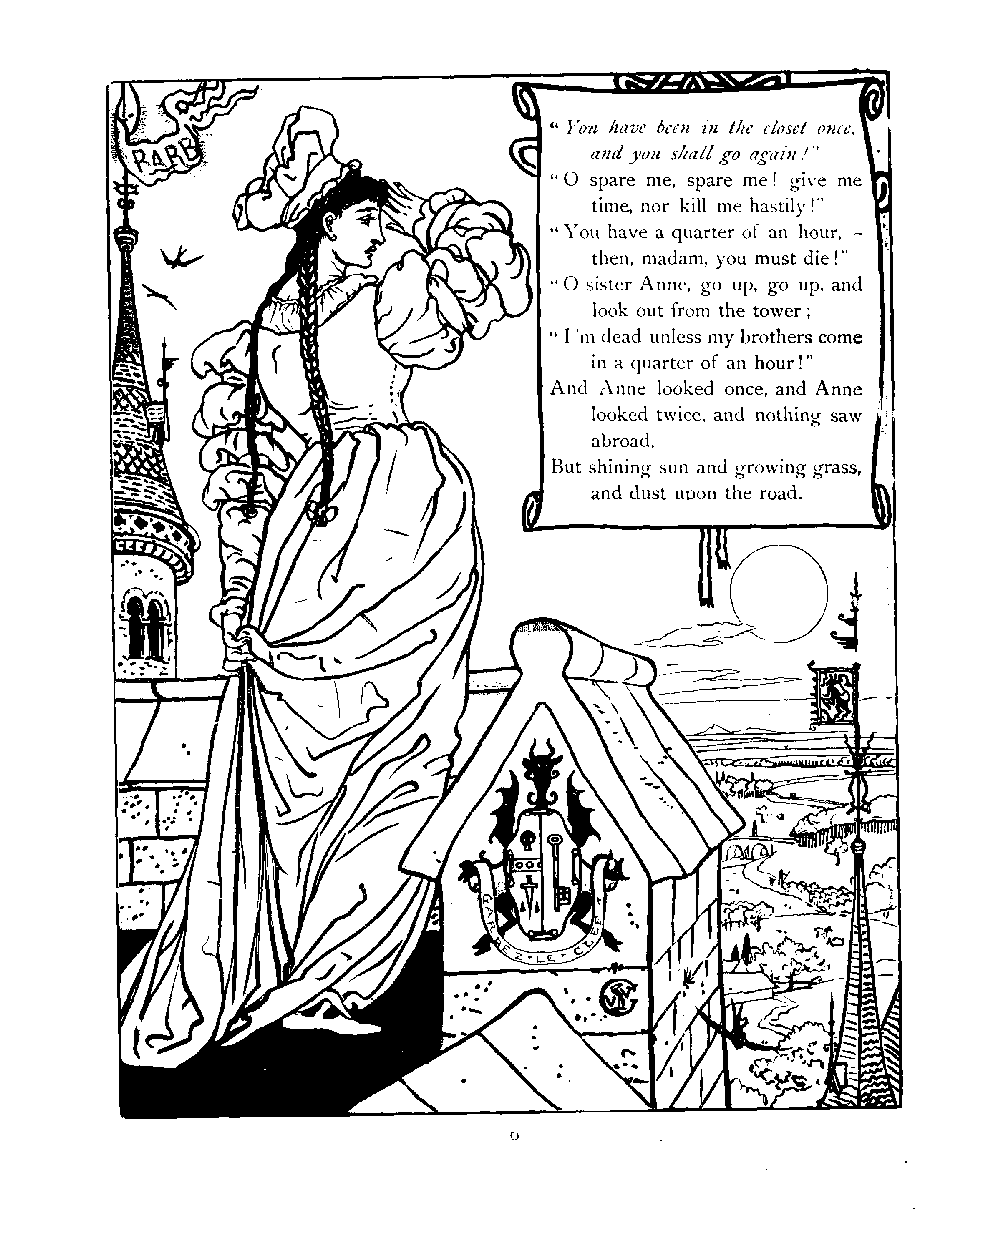 BARB
“ You have been in the closet once,
and you shall go again !”
“ O spare me, spare me ! give me
time, nor kill me hastily !”
“ You have a quarter of an hour, –
then, madam, you must die !”
“ O sister Anne, go up, go up, and
look out from the tower ;
“ I’m dead unless my brothers come
in a quarter of an hour !”
And Anne looked once, and Anne
looked twice, and nothing saw
abroad,
But shining sun and growing grass,
and dust upon the road.